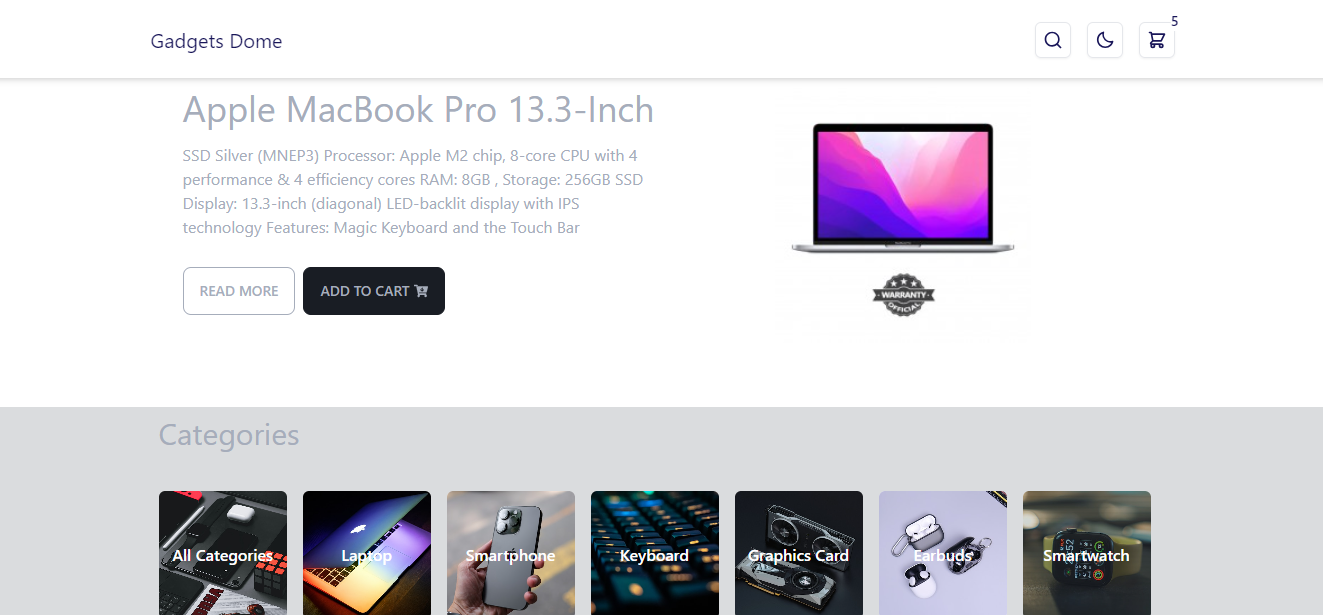 Gadgets Dome
5
Apple MacBook Pro 13.3-Inch
SSD Silver (MNEP3) Processor: Apple M2 chip, 8-core CPU with 4
performance & 4 efficiency cores RAM: 8GB , Storage: 256GB SSD
Display: 13.3-inch (diagonal) LED-backlit display with IPS
technology Features: Magic Keyboard and the Touch Bar
READ MORE
ADD TO CART
WARRANTY
OFFICIAL
Categories
All Categories
Laptop
Smartphone
Keyboard
Graphics Card
Earbuds
Smartwatch